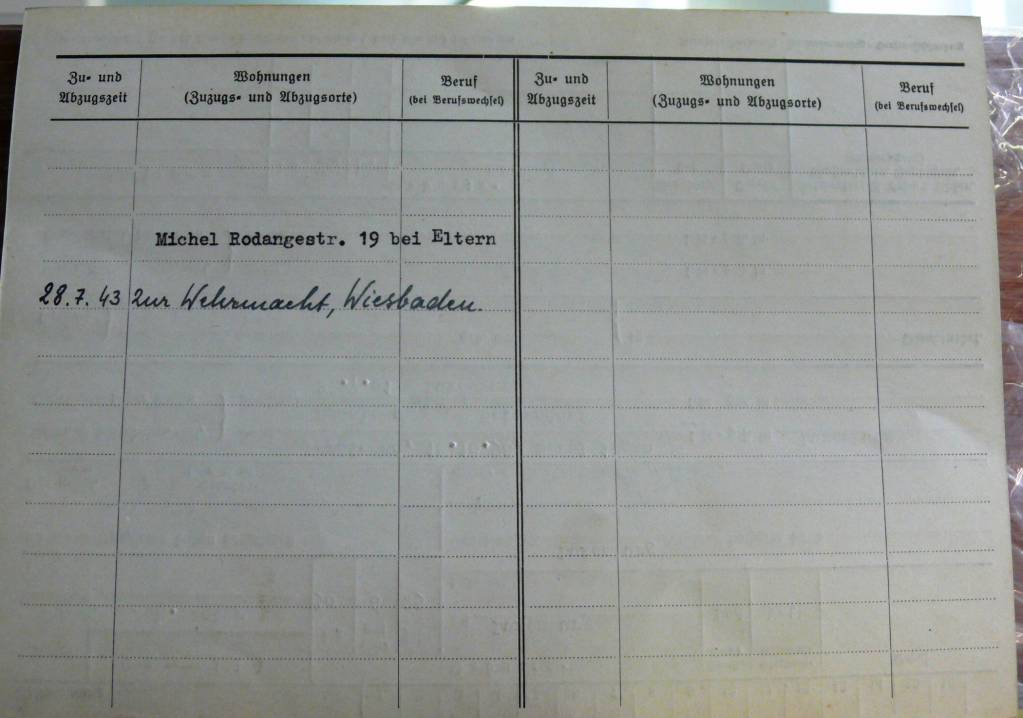 Zu- und Abzugszeit
Wohnungen
(Zuzugs- und Abzugsorte)
Beruf
(bei Berufswechsel)
Zu- und Abzugszeit
Wohnungen
(Zuzugs- und Abzugsorte)
Beruf
(bei Berufswechsel)
Michel Rodangestr. 19 bei Eltern
28.7.43 zur Wehrmacht, Wiesbaden.